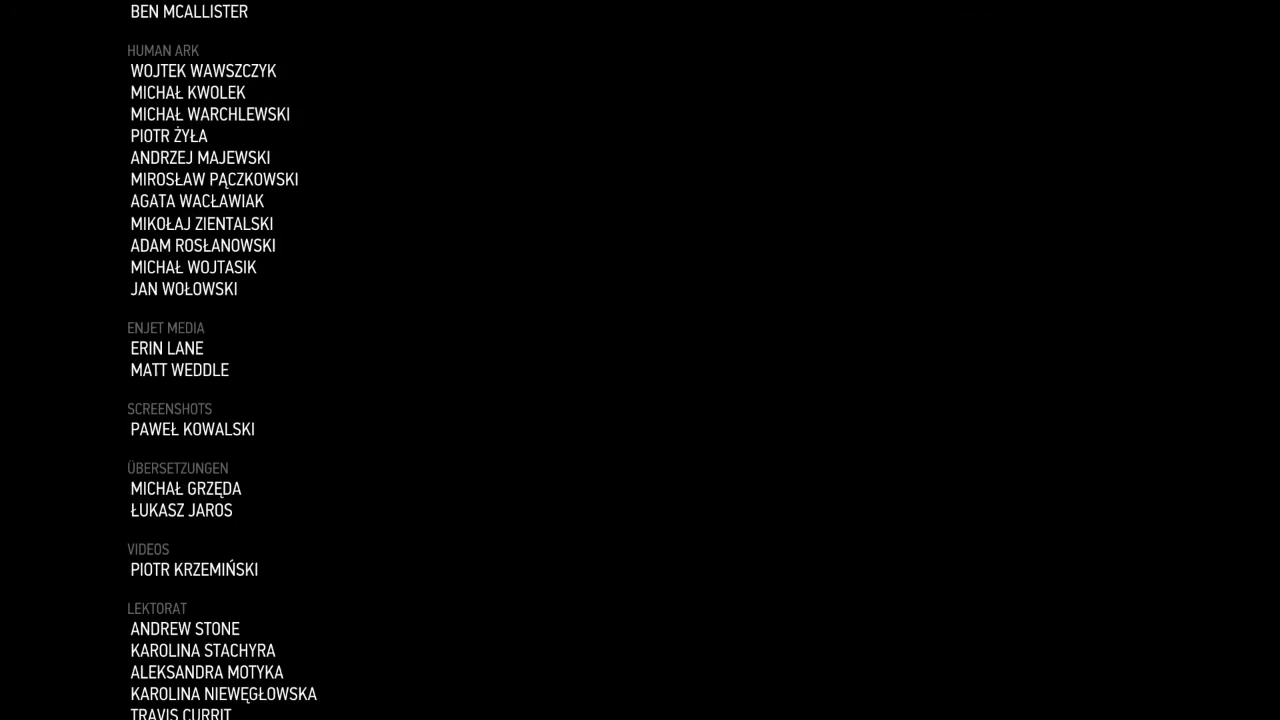 BEN MCALLISTER
HUMAN ARK
WOJTEK WAWSZCZYK
MICHAŁ KWOLEK
MICHAŁ WARCHLEWSKI
PIOTR ŻYŁA
ANDRZEJ MAJEWSKI
MIROSŁAW PĄCZKOWSKI
AGATA WACŁAWIAK
MIKOŁAJ ZIENTALSKI
ADAM ROSŁANOWSKI
MICHAŁ WOJTASIK
JAN WOŁOWSKI
ENJET MEDIA
ERIN LANE
MATT WEDDLE
SCREENSHOTS
PAWEŁ KOWALSKI
ÜBERSETZUNGEN
MICHAŁ GRZĘDA
ŁUKASZ JAROS
VIDEOS
PIOTR KRZEMIŃSKI
LEKTORAT
ANDREW STONE
KAROLINA STACHYRA
ALEKSANDRA MOTYKA
KAROLINA NIEWĘGŁOWSKA
TRAVIS CURRIT